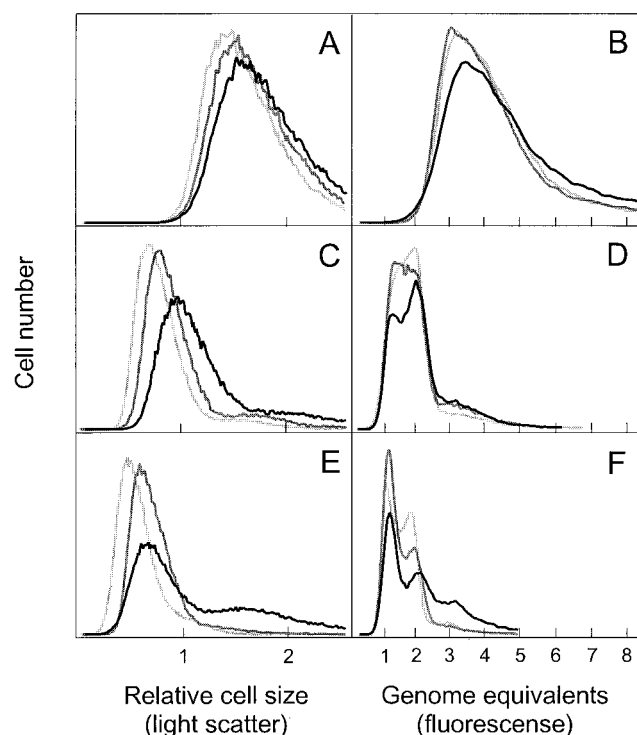 A
B
Cell number
C
D
E
F
1
2
1
2
3
4
5
6
7
8
Relative cell size
(light scatter)
Genome equivalents
(fluorescense)